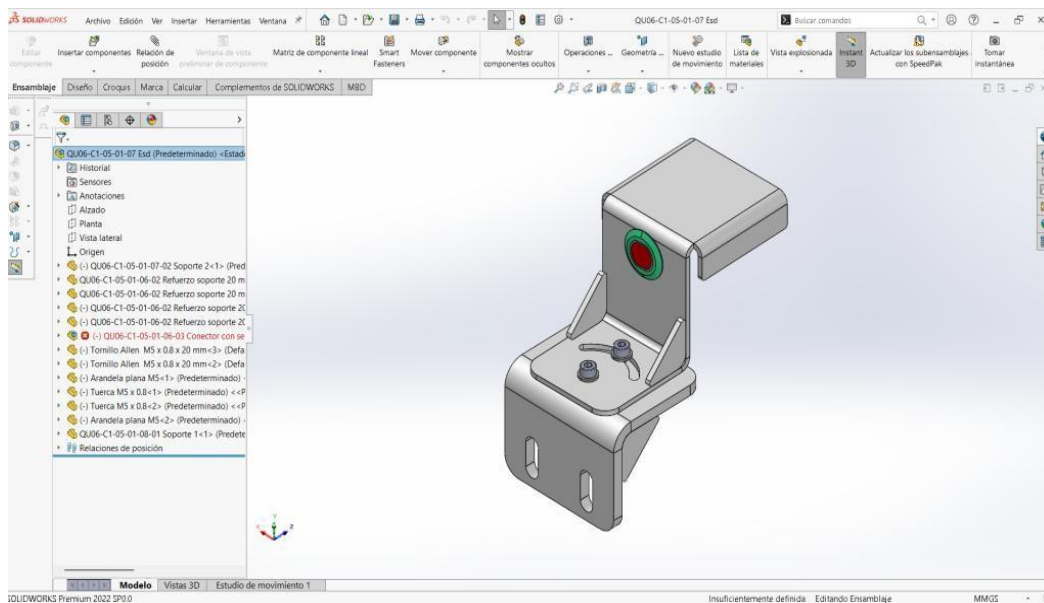 SOLIDWORKS Archivo Edición Ver Insertar Herramientas Ventana QU06-C1-05-01-07 Esd Buscar comandos
Editar componente
Insertar componentes
Relación de posición
Ventana de vista preliminar de componente
Matriz de componente lineal
Smart Fasteners
Mover componente
Mostrar componentes ocultos
Operaciones ...
Geometría ...
Nuevo estudio de movimiento
Lista de materiales
Vista explosionada
Instant 3D
Actualizar los subensamblajes con SpeedPak
Tomar instantánea
Ensamblaje Diseño Croquis Marca Calcular Complementos de SOLIDWORKS MBD
QU06-C1-05-01-07 Esd (Predeterminado) <Estad
Historial
Sensores
Anotaciones
Alzado
Planta
Vista lateral
Origen
(-) QU06-C1-05-01-07-02 Soporte 2<1> (Pred
QU06-C1-05-01-06-02 Refuerzo soporte 20 m
QU06-C1-05-01-06-02 Refuerzo soporte 20 m
(-) QU06-C1-05-01-06-02 Refuerzo soporte 20
(-) QU06-C1-05-01-06-02 Refuerzo soporte 20
(-) QU06-C1-05-01-06-03 Conector con se
(-) Tornillo Allen M5 x 0.8 x 20 mm<3> (Defa
(-) Tornillo Allen M5 x 0.8 x 20 mm<2> (Defa
(-) Arandela plana M5<1> (Predeterminado) -
(-) Tuerca M5 x 0.8<1> (Predeterminado) <<P
(-) Tuerca M5 x 0.8<2> (Predeterminado) <<P
(-) Arandela plana M5<2> (Predeterminado) -
QU06-C1-05-01-08-01 Soporte 1<1> (Predete
Relaciones de posición
Modelo Vistas 3D Estudio de movimiento 1
SOLIDWORKS Premium 2022 SP0.0 Insuficientemente definida Editando Ensamblaje MMGS